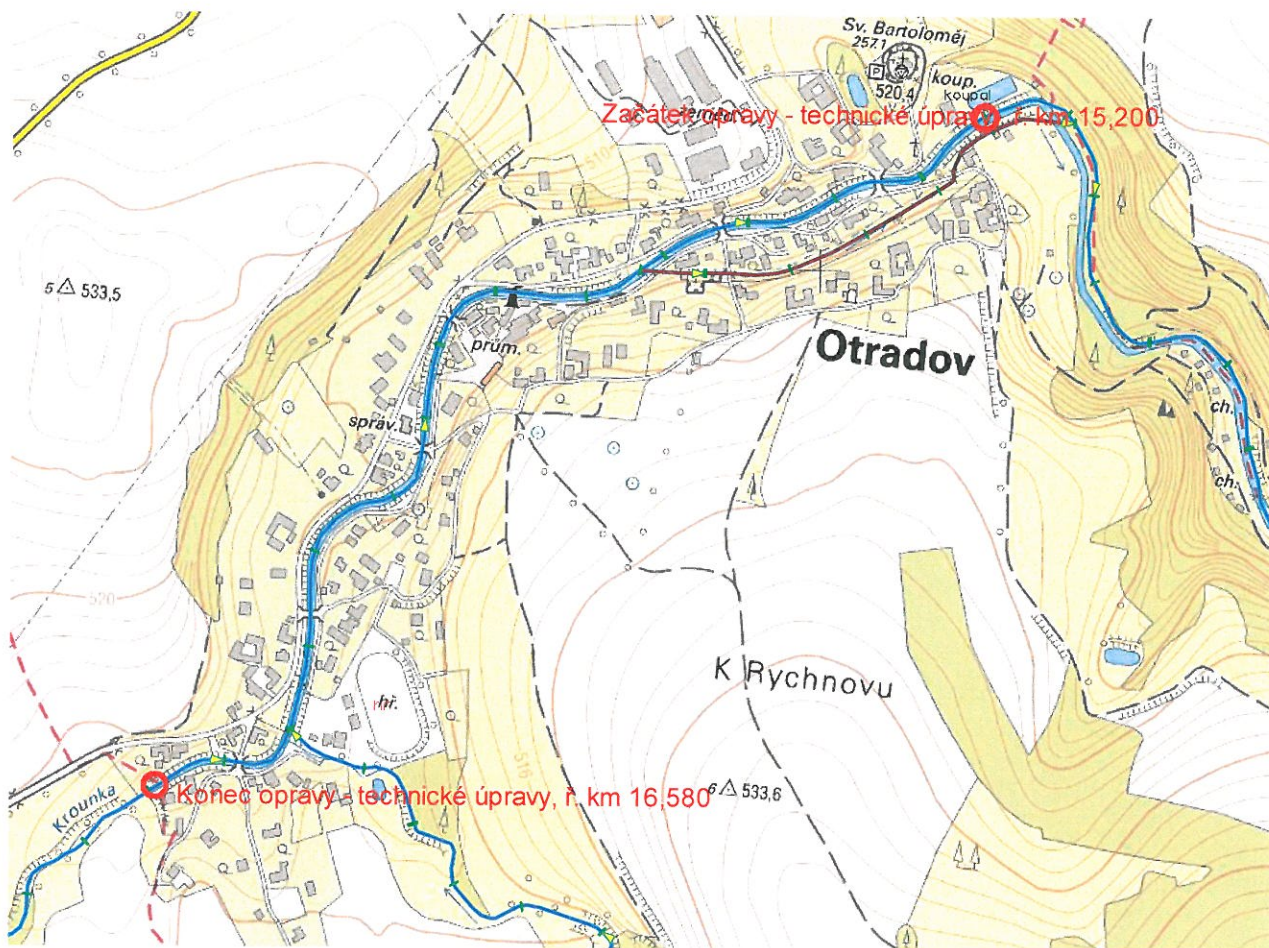 Sv. Bartoloměj
257.1
P
520.4
koup.
koupal
Začátek opravy - technické úpravy, ř. km 15,200
zeměd.
510
5 533,5
prům.
Otradov
správ.
ch.
ch.
520
K Rychnovu
hř.
516
6 533,6
Krounka
Konec opravy - technické úpravy, ř. km 16,580